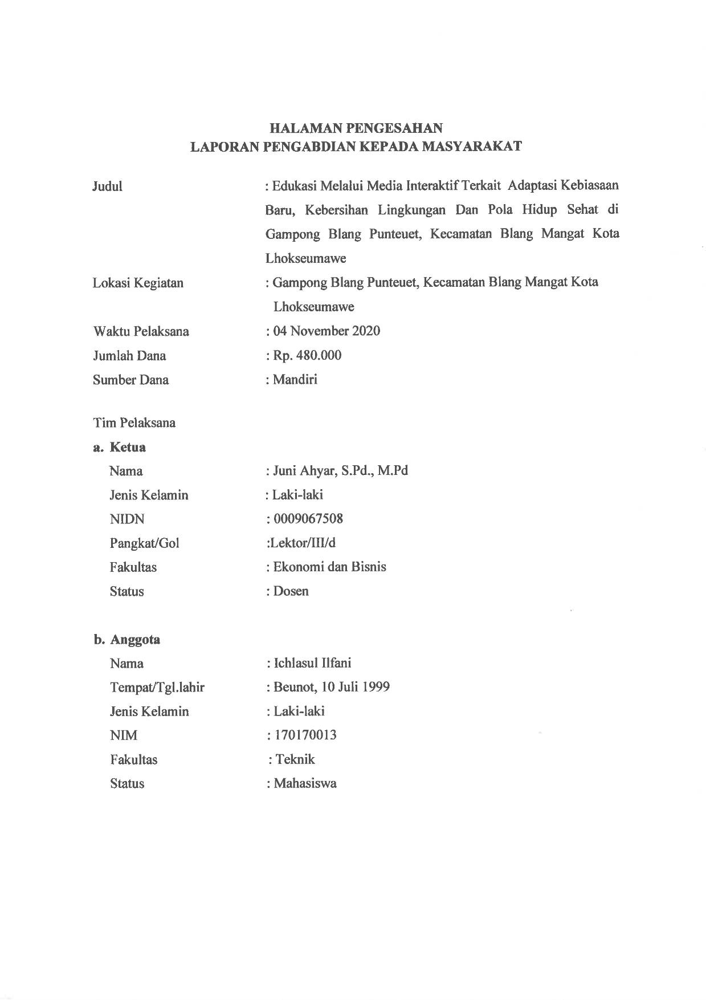 HALAMAN PENGESAHAN
LAPORAN PENGABDIAN KEPADA MASYARAKAT
Judul : Edukasi Melalui Media Interaktif Terkait Adaptasi Kebiasaan
Baru, Kebersihan Lingkungan Dan Pola Hidup Sehat di
Gampong Blang Punteuet, Kecamatan Blang Mangat Kota
Lhokseumawe
Lokasi Kegiatan : Gampong Blang Punteuet, Kecamatan Blang Mangat Kota
Lhokseumawe
Waktu Pelaksana : 04 November 2020
Jumlah Dana : Rp. 480.000
Sumber Dana : Mandiri
Tim Pelaksana
a. Ketua
Nama : Juni Ahyar, S.Pd., M.Pd
Jenis Kelamin : Laki-laki
NIDN : 0009067508
Pangkat/Gol :Lektor/III/d
Fakultas : Ekonomi dan Bisnis
Status : Dosen
b. Anggota
Nama : Ichlasul Ilfani
Tempat/Tgl.lahir : Beunot, 10 Juli 1999
Jenis Kelamin : Laki-laki
NIM : 170170013
Fakultas : Teknik
Status : Mahasiswa